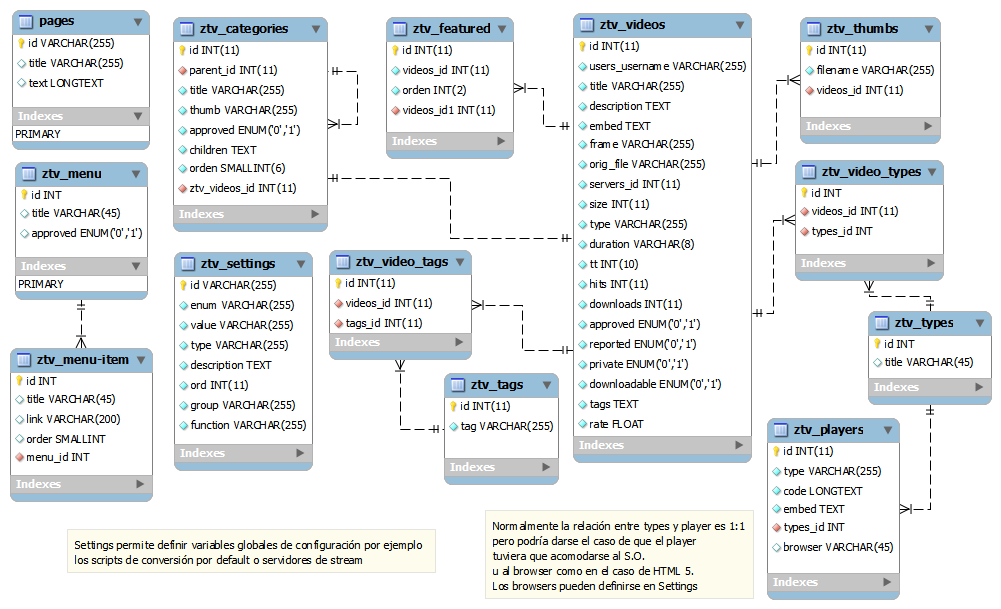 pages
id VARCHAR(255)
title VARCHAR(255)
text LONGTEXT
Indexes
PRIMARY
ztv_menu
id INT
title VARCHAR(45)
approved ENUM('0','1')
Indexes
PRIMARY
ztv_menu-item
id INT
title VARCHAR(45)
link VARCHAR(200)
order SMALLINT
menu_id INT
Indexes
ztv_categories
id INT(11)
parent_id INT(11)
title VARCHAR(255)
thumb VARCHAR(255)
approved ENUM('0','1')
children TEXT
orden SMALLINT(6)
ztv_videos_id INT(11)
Indexes
ztv_settings
id VARCHAR(255)
enum VARCHAR(255)
value VARCHAR(255)
type VARCHAR(255)
description TEXT
ord INT(11)
group VARCHAR(255)
function VARCHAR(255)
Indexes
ztv_featured
id INT(11)
videos_id INT(11)
orden INT(2)
videos_id1 INT(11)
Indexes
ztv_video_tags
id INT(11)
videos_id INT(11)
tags_id INT(11)
Indexes
ztv_tags
id INT(11)
tag VARCHAR(255)
Indexes
ztv_videos
id INT(11)
users_username VARCHAR(255)
title VARCHAR(255)
description TEXT
embed TEXT
frame VARCHAR(255)
orig_file VARCHAR(255)
servers_id INT(11)
size INT(11)
type VARCHAR(255)
duration VARCHAR(8)
tt INT(10)
hits INT(11)
downloads INT(11)
approved ENUM('0','1')
reported ENUM('0','1')
private ENUM('0','1')
downloadable ENUM('0','1')
tags TEXT
rate FLOAT
Indexes
ztv_thumbs
id INT(11)
filename VARCHAR(255)
videos_id INT(11)
Indexes
ztv_video_types
id INT
videos_id INT(11)
types_id INT
Indexes
ztv_types
id INT
title VARCHAR(45)
Indexes
ztv_players
id INT(11)
type VARCHAR(255)
code LONGTEXT
embed TEXT
types_id INT
browser VARCHAR(45)
Indexes
Settings permite definir variables globales de configuración por ejemplo
los scripts de conversión por default o servidores de stream
Normalmente la relación entre types y player es 1:1
pero podría darse el caso de que el player
tuviera que acomodarse al S.O.
u al browser como en el caso de HTML 5.
Los browsers pueden definirse en Settings